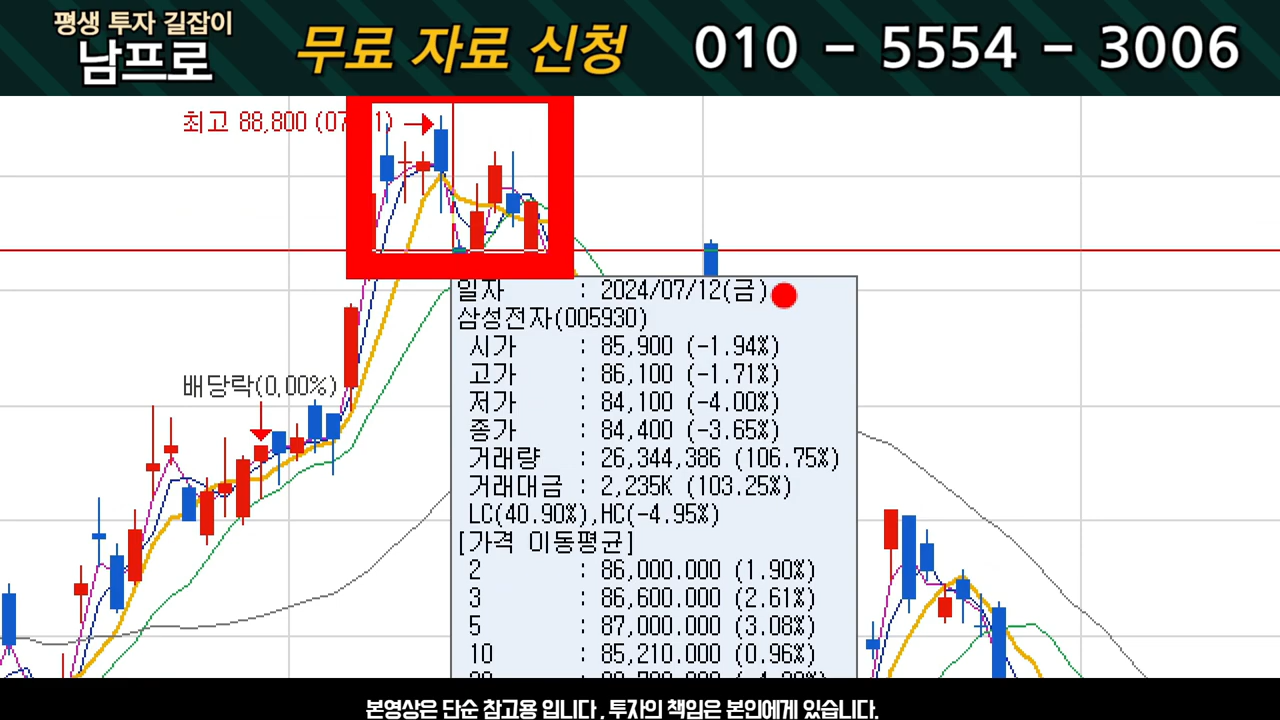 평생 투자 길잡이
남프로
무료 자료 신청
010 - 5554 - 3006
최고 88,800 (07 1)
배당락(0,00%)
일자 : 2024/07/12(금)
삼성전자(005930)
시가 : 85,900 (-1.94%)
고가 : 86,100 (-1.71%)
저가 : 84,100 (-4.00%)
종가 : 84,400 (-3.65%)
거래량 : 26,344,386 (106.75%)
거래대금 : 2,235K (103.25%)
LC(40.90%),HC(-4.95%)
[가격 이동평균]
2 : 86,000.000 (1.90%)
3 : 86,600.000 (2.61%)
5 : 87,000.000 (3.08%)
10 : 85,210.000 (0.96%)
본영상은 단순 참고용 입니다 , 투자의 책임은 본인에게 있습니다.